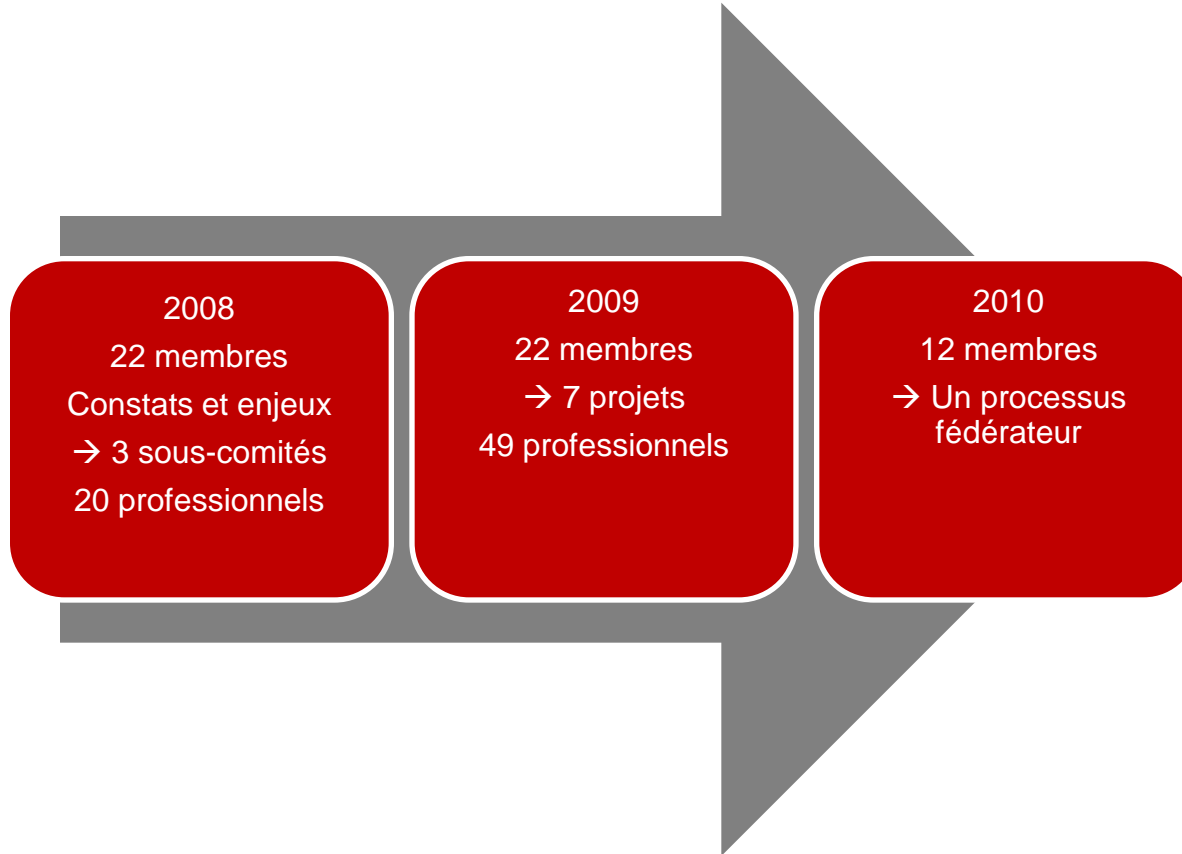 2008
22 membres
Constats et enjeux
→ 3 sous-comités
20 professionnels
2009
22 membres
→ 7 projets
49 professionnels
2010
12 membres
→ Un processus
fédérateur